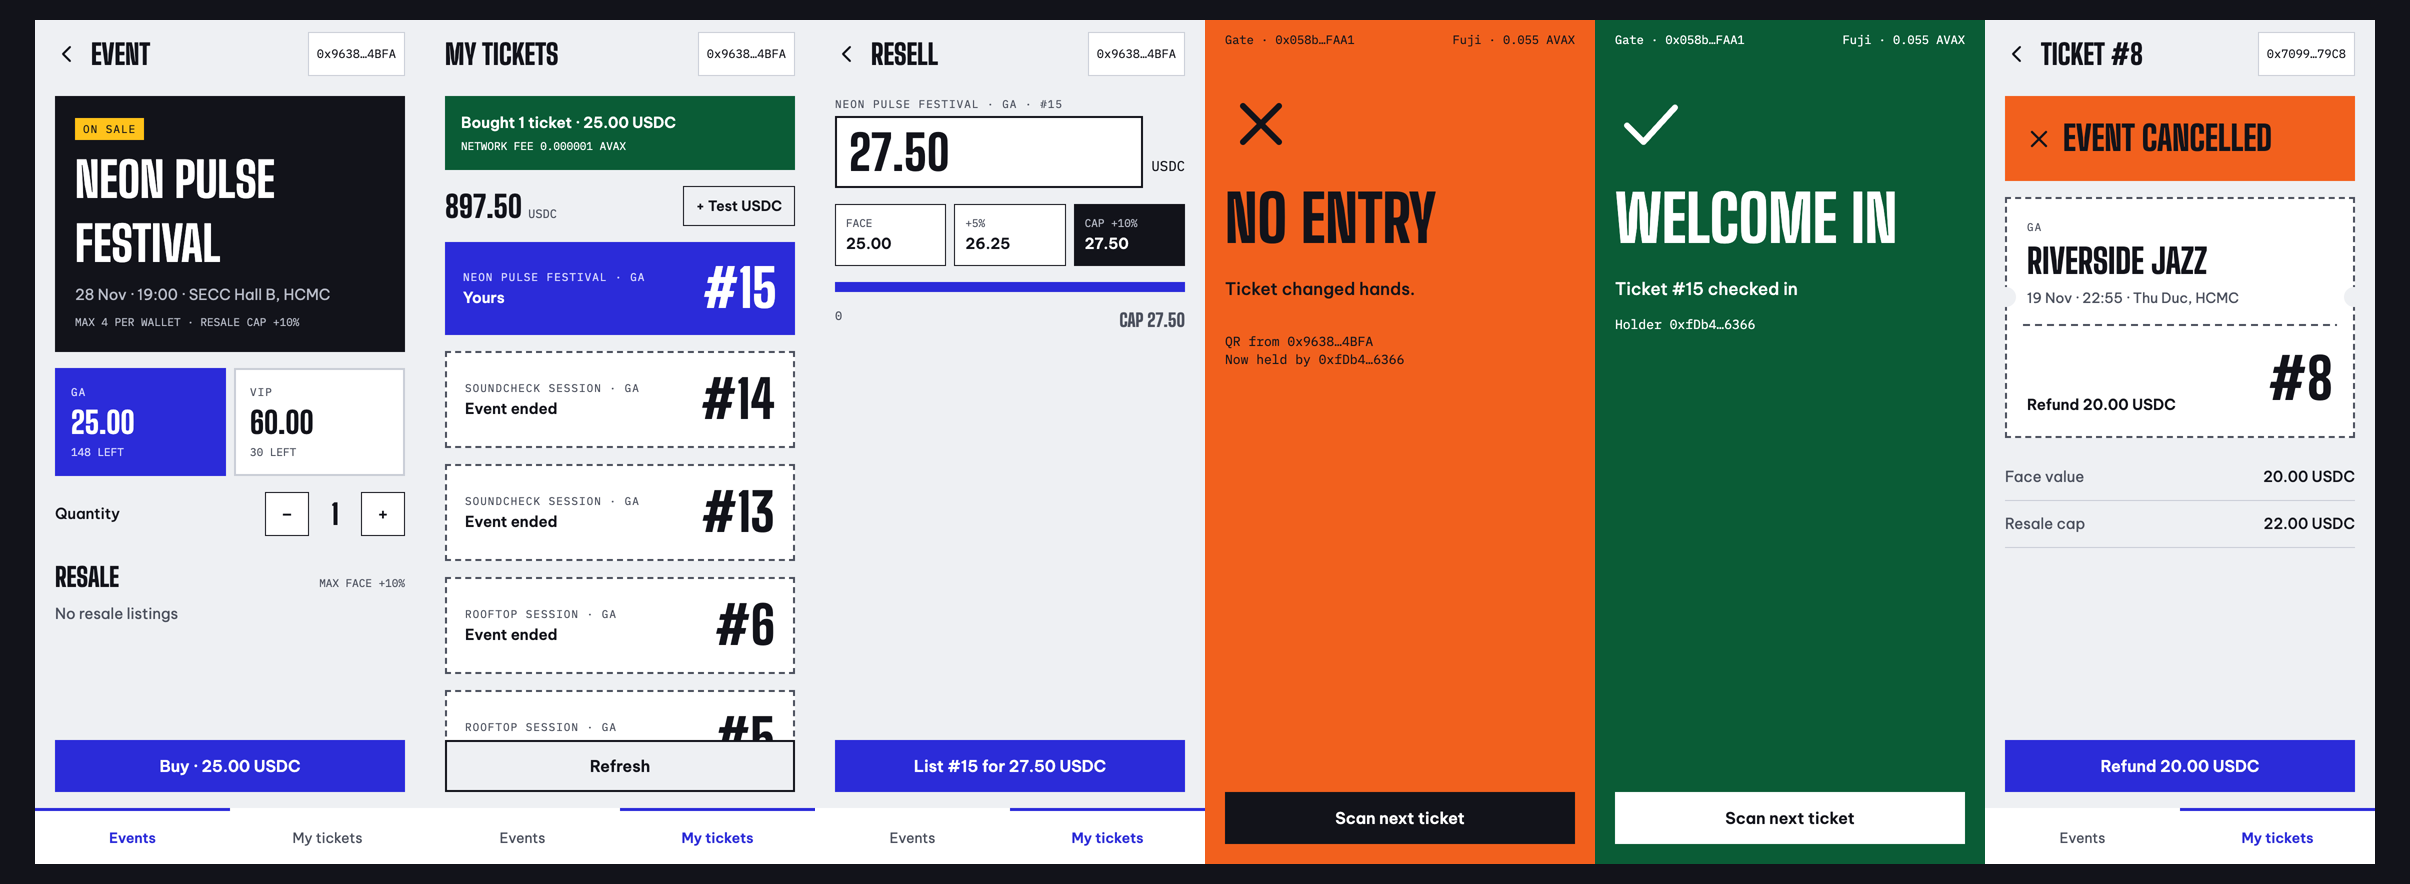 EVENT
0x9638…4BFA
ON SALE
NEON PULSE
FESTIVAL
28 Nov · 19:00 · SECC Hall B, HCMC
MAX 4 PER WALLET · RESALE CAP +10%
GA
25.00
148 LEFT
VIP
60.00
30 LEFT
Quantity
− 1 +
RESALE
MAX FACE +10%
No resale listings
Buy · 25.00 USDC
Events
My tickets
MY TICKETS
0x9638…4BFA
Bought 1 ticket · 25.00 USDC
NETWORK FEE 0.000001 AVAX
897.50 USDC
+ Test USDC
NEON PULSE FESTIVAL · GA
Yours
#15
SOUNDCHECK SESSION · GA
Event ended
#14
SOUNDCHECK SESSION · GA
Event ended
#13
ROOFTOP SESSION · GA
Event ended
#6
ROOFTOP SESSION · GA
#5
Refresh
Events
My tickets
RESELL
0x9638…4BFA
NEON PULSE FESTIVAL · GA · #15
27.50
USDC
FACE
25.00
+5%
26.25
CAP +10%
27.50
0
CAP 27.50
List #15 for 27.50 USDC
Events
My tickets
Gate · 0x058b…FAA1
Fuji · 0.055 AVAX
NO ENTRY
Ticket changed hands.
QR from 0x9638…4BFA
Now held by 0xfDb4…6366
Scan next ticket
Gate · 0x058b…FAA1
Fuji · 0.055 AVAX
WELCOME IN
Ticket #15 checked in
Holder 0xfDb4…6366
Scan next ticket
TICKET #8
0x7099…79C8
EVENT CANCELLED
GA
RIVERSIDE JAZZ
19 Nov · 22:55 · Thu Duc, HCMC
#8
Refund 20.00 USDC
Face value
20.00 USDC
Resale cap
22.00 USDC
Refund 20.00 USDC
Events
My tickets